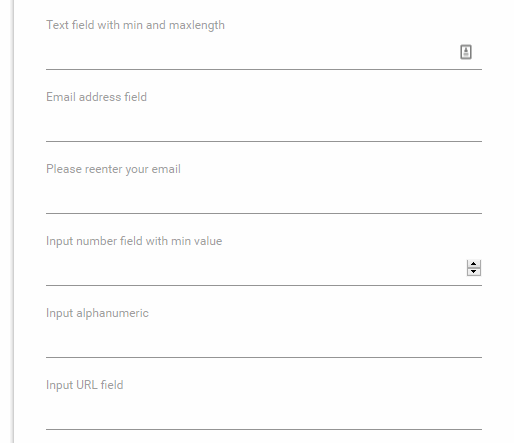 Text field with min and maxlength
Email address field
Please reenter your email
Input number field with min value
Input alphanumeric
Input URL field